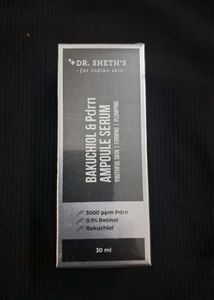 DR. SHETH'S
-for indian skin-
BAKUCHIOL & Pdrn
AMPOULE SERUM
YOUTHFUL SKIN | FIRMING | PLUMPING
3000 ppm Pdrn
0.1% Retinol
Bakuchiol
30 ml